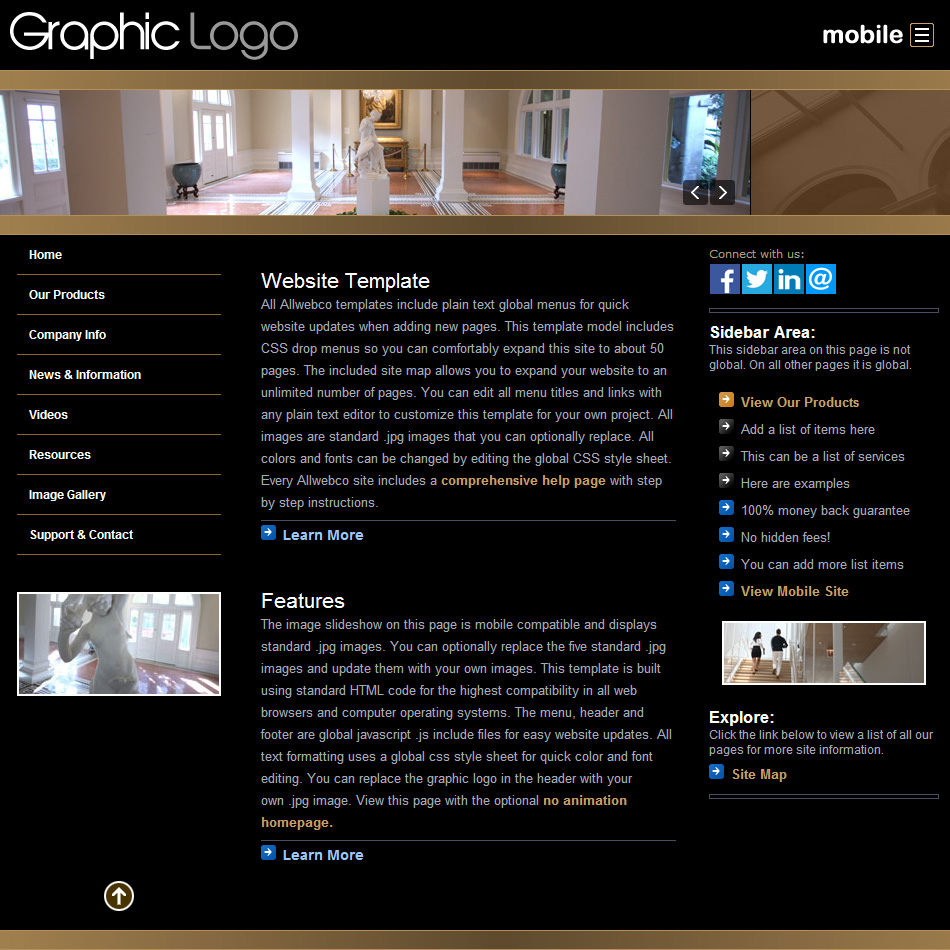 Graphic Logo
mobile
Home
Our Products
Company Info
News & Information
Videos
Resources
Image Gallery
Support & Contact
Website Template
All Allwebco templates include plain text global menus for quick
website updates when adding new pages. This template model includes
CSS drop menus so you can comfortably expand this site to about 50
pages. The included site map allows you to expand your website to an
unlimited number of pages. You can edit all menu titles and links with
any plain text editor to customize this template for your own project. All
images are standard .jpg images that you can optionally replace. All
colors and fonts can be changed by editing the global CSS style sheet.
Every Allwebco site includes a comprehensive help page with step
by step instructions.
Learn More
Features
The image slideshow on this page is mobile compatible and displays
standard .jpg images. You can optionally replace the five standard .jpg
images and update them with your own images. This template is built
using standard HTML code for the highest compatibility in all web
browsers and computer operating systems. The menu, header and
footer are global javascript .js include files for easy website updates. All
text formatting uses a global css style sheet for quick color and font
editing. You can replace the graphic logo in the header with your
own .jpg image. View this page with the optional no animation
homepage.
Learn More
Connect with us:
f in @
Sidebar Area:
This sidebar area on this page is not
global. On all other pages it is global.
View Our Products
Add a list of items here
This can be a list of services
Here are examples
100% money back guarantee
No hidden fees!
You can add more list items
View Mobile Site
Explore:
Click the link below to view a list of all our
pages for more site information.
Site Map